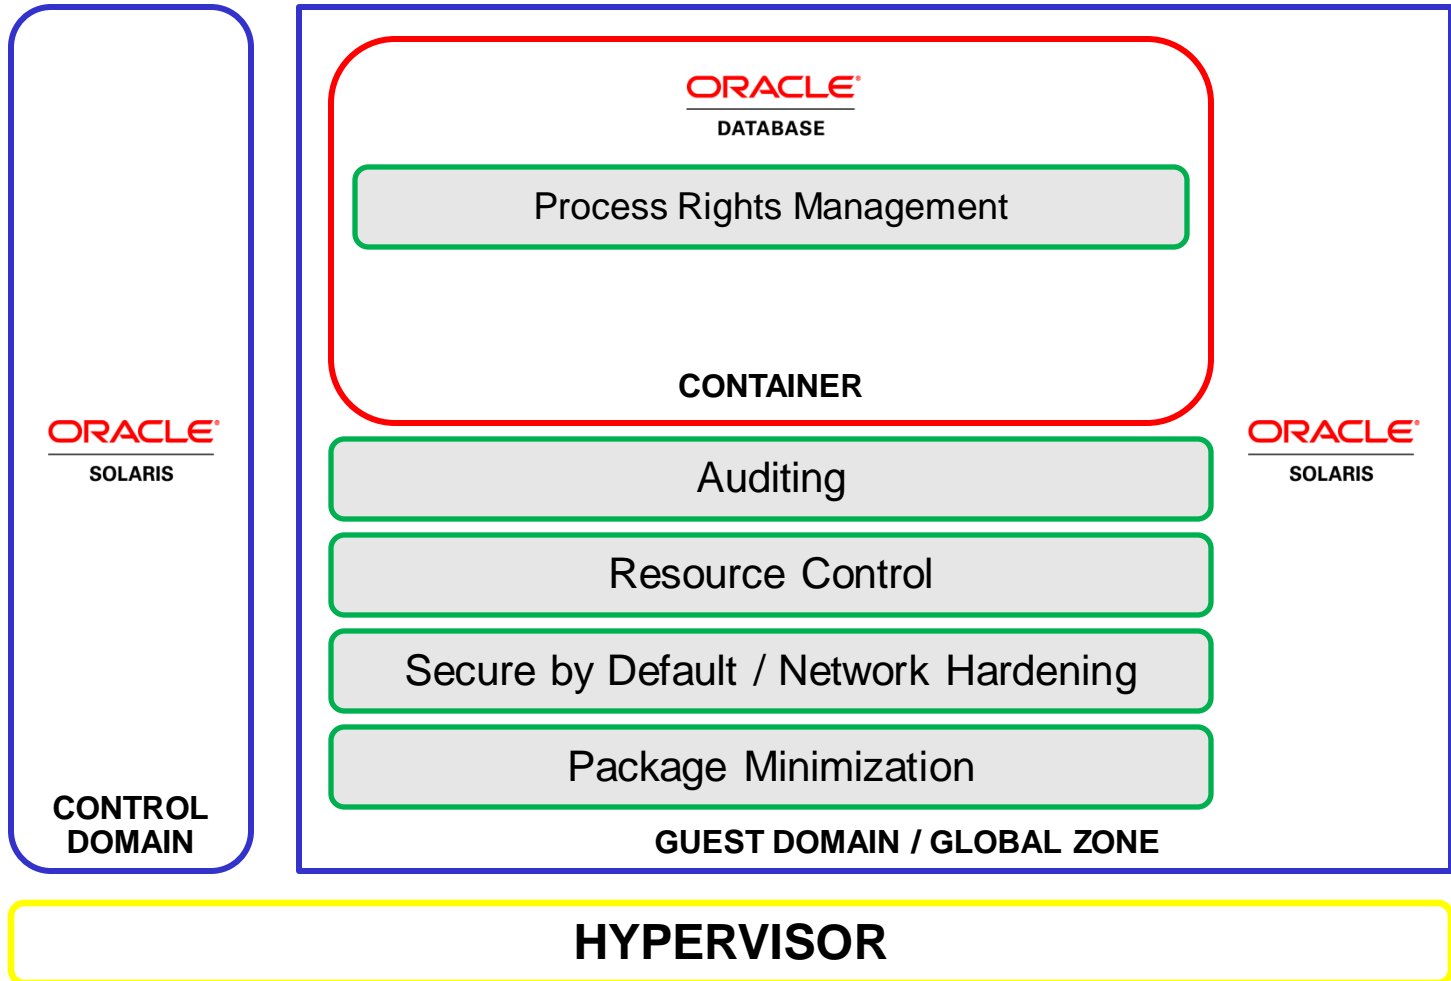 ORACLE®
DATABASE
Process Rights Management
CONTAINER
ORACLE®
SOLARIS
ORACLE®
SOLARIS
Auditing
Resource Control
Secure by Default / Network Hardening
Package Minimization
CONTROL
DOMAIN
GUEST DOMAIN / GLOBAL ZONE
HYPERVISOR